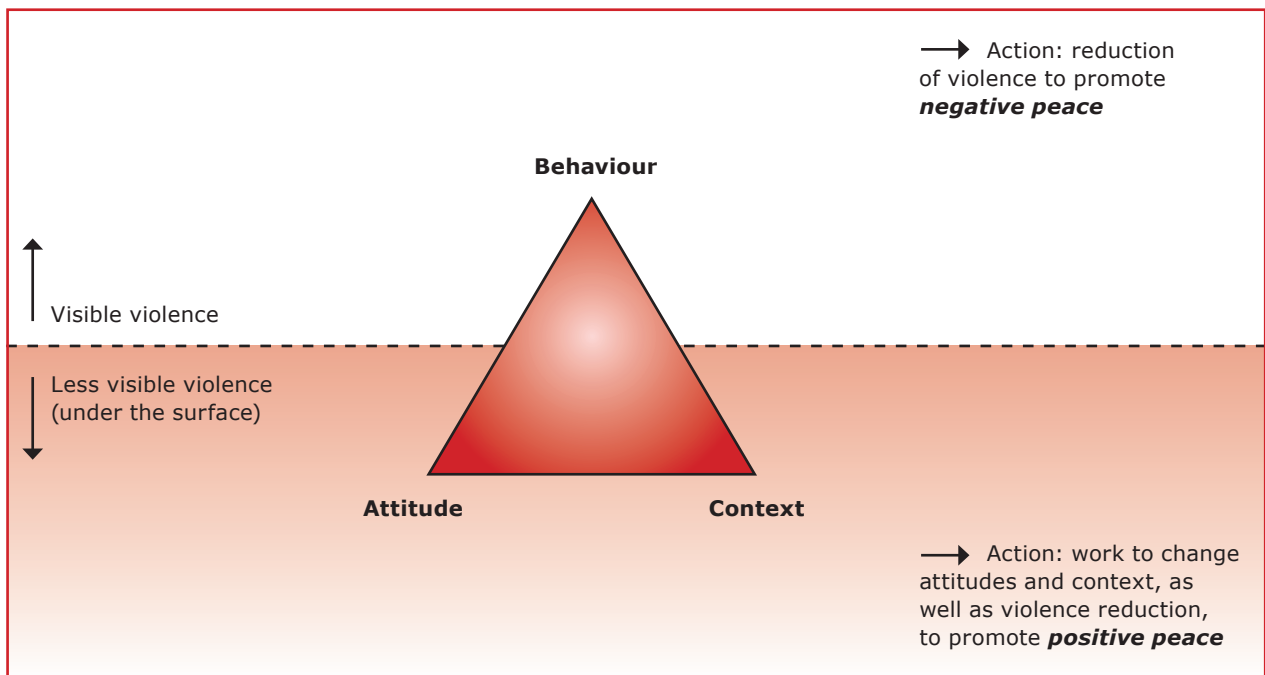 Action: reduction
of violence to promote
negative peace
Behaviour
Visible violence
Less visible violence
(under the surface)
Attitude
Context
Action: work to change
attitudes and context, as
well as violence reduction,
to promote positive peace